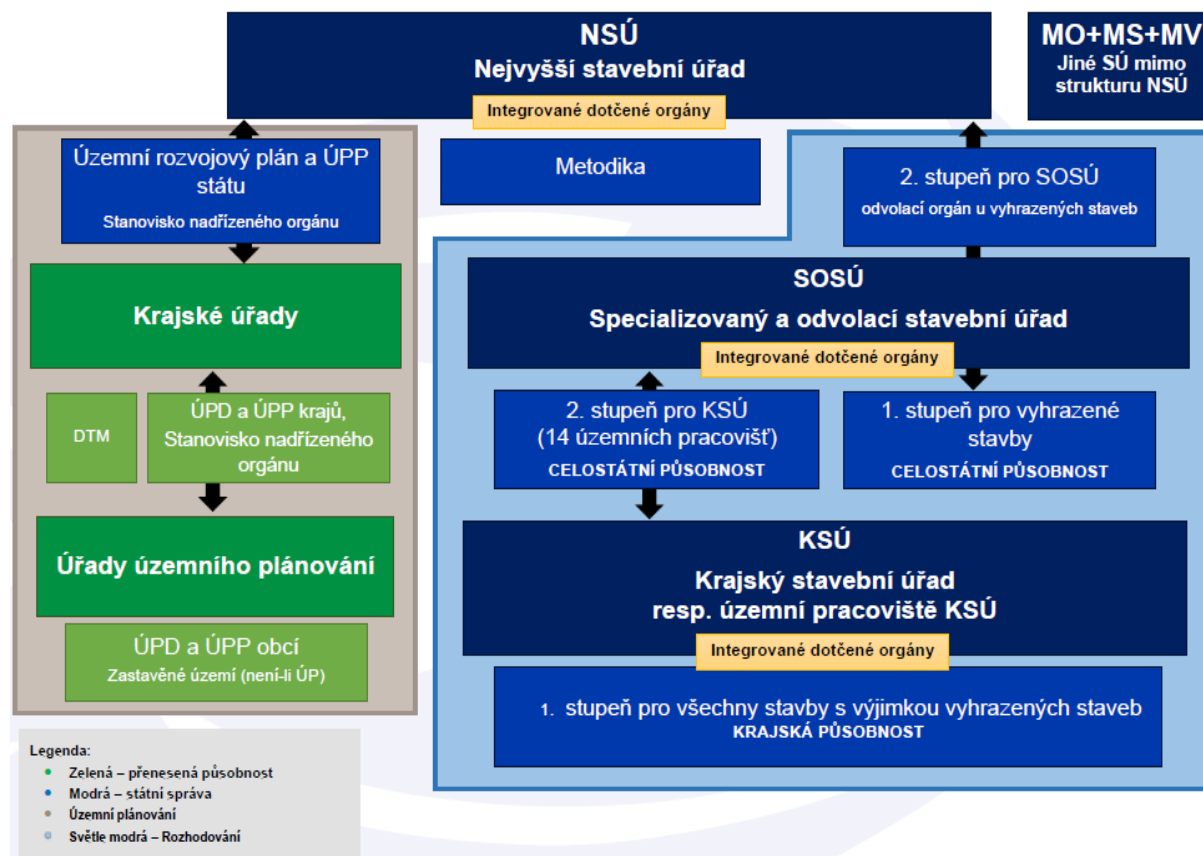 NSÚ
Nejvyšší stavební úřad
Integrované dotčené orgány
MO+MS+MV
Jiné SÚ mimo
strukturu NSÚ
Územní rozvojový plán a ÚPP
státu
Stanovisko nadřízeného orgánu
Metodika
2. stupeň pro SOSÚ
odvolací orgán u vyhrazených staveb
Krajské úřady
SOSÚ
Specializovaný a odvolací stavební úřad
Integrované dotčené orgány
DTM
ÚPD a ÚPP krajů,
Stanovisko nadřízeného
orgánu
2. stupeň pro KSÚ
(14 územních pracovišť)
CELOSTÁTNÍ PŮSOBNOST
1. stupeň pro vyhrazené
stavby
CELOSTÁTNÍ PŮSOBNOST
Úřady územního plánování
KSÚ
Krajský stavební úřad
resp. územní pracoviště KSÚ
Integrované dotčené orgány
ÚPD a ÚPP obcí
Zastavěné území (není-li ÚP)
1. stupeň pro všechny stavby s výjimkou vyhrazených staveb
KRAJSKÁ PŮSOBNOST
Legenda:
Zelená – přenesená působnost
Modrá – státní správa
Územní plánování
Světle modrá – Rozhodování